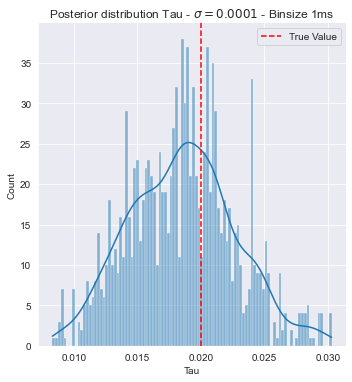 Posterior distribution Tau - σ = 0.0001 - Binsize 1ms
True Value
Count
35
30
25
20
15
10
5
0
0.010 0.015 0.020 0.025 0.030
Tau